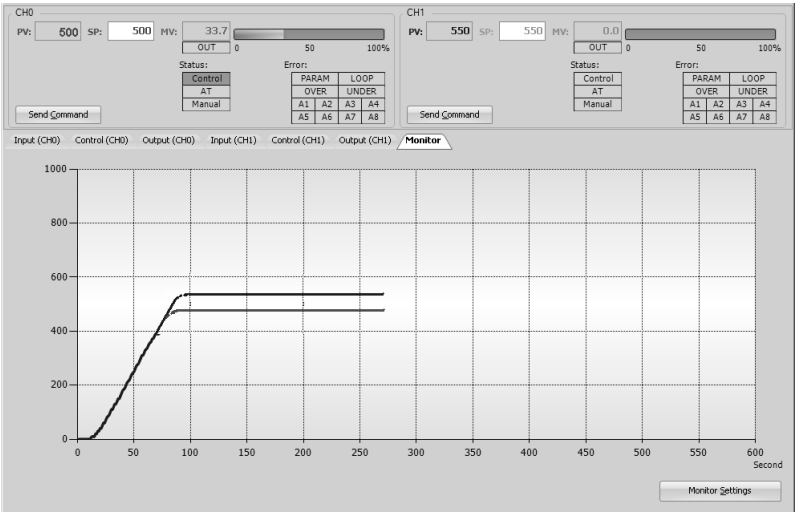 CH0
PV: 500 SP: 500 MV: 33.7
OUT 0 50 100%
Status: Error:
Control PARAM LOOP
AT OVER UNDER
Manual A1 A2 A3 A4
A5 A6 A7 A8
Send Command
CH1
PV: 550 SP: 550 MV: 0.0
OUT 0 50 100%
Status: Error:
Control PARAM LOOP
AT OVER UNDER
Manual A1 A2 A3 A4
A5 A6 A7 A8
Send Command
Input (CH0) Control (CH0) Output (CH0) Input (CH1) Control (CH1) Output (CH1) Monitor
1000
800
600
400
200
0
0 50 100 150 200 250 300 350 400 450 500 550 600
Second
Monitor Settings